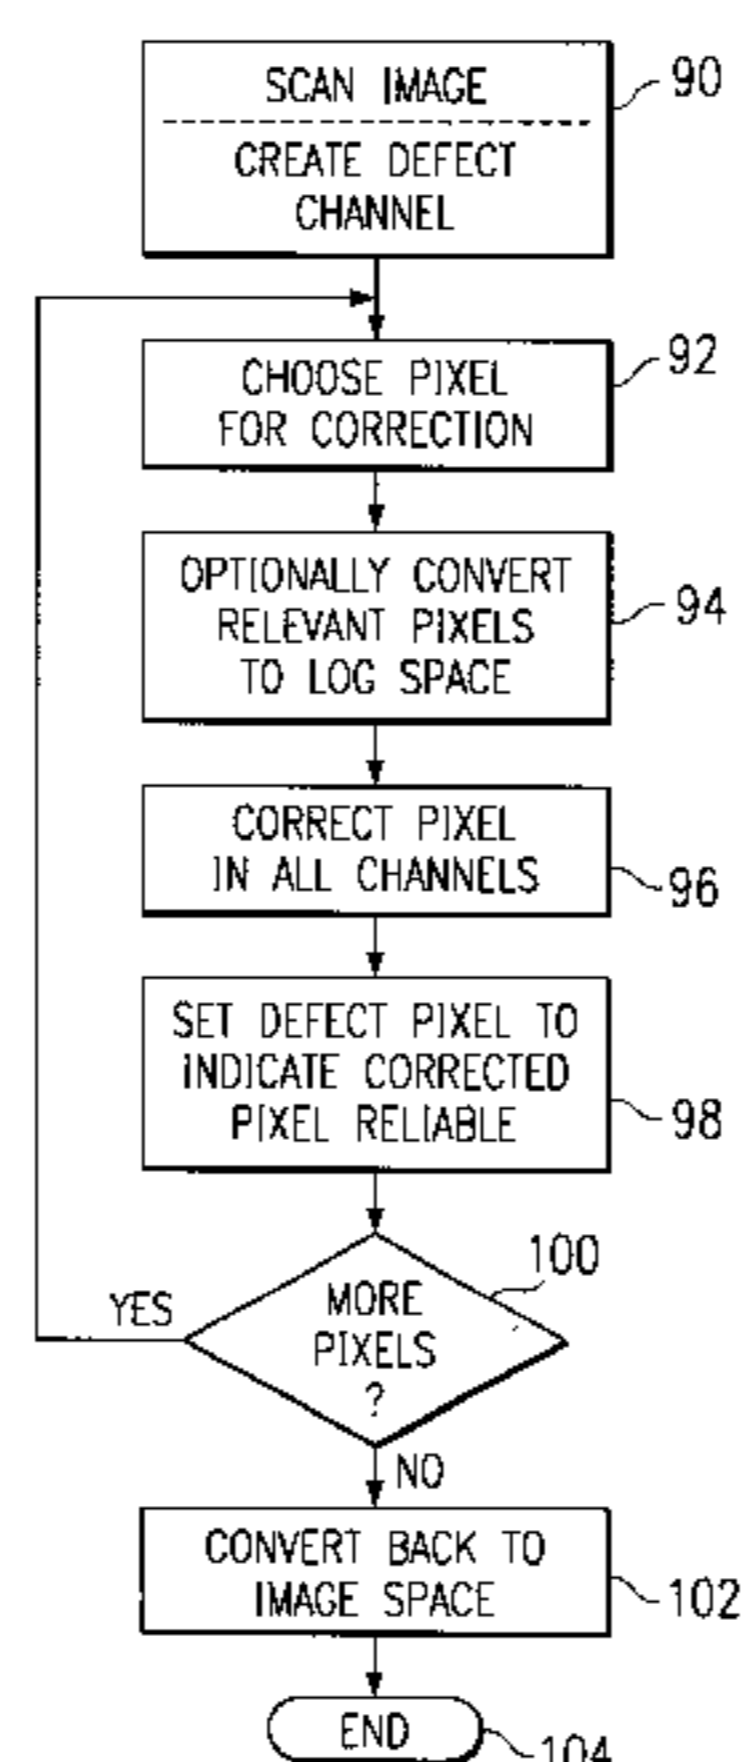 SCAN IMAGE
CREATE DEFECT
CHANNEL
90
CHOOSE PIXEL
FOR CORRECTION
92
OPTIONALLY CONVERT
RELEVANT PIXELS
TO LOG SPACE
94
CORRECT PIXEL
IN ALL CHANNELS
96
SET DEFECT PIXEL TO
INDICATE CORRECTED
PIXEL RELIABLE
98
100
YES
MORE
PIXELS
?
NO
CONVERT BACK TO
IMAGE SPACE
102
END
104